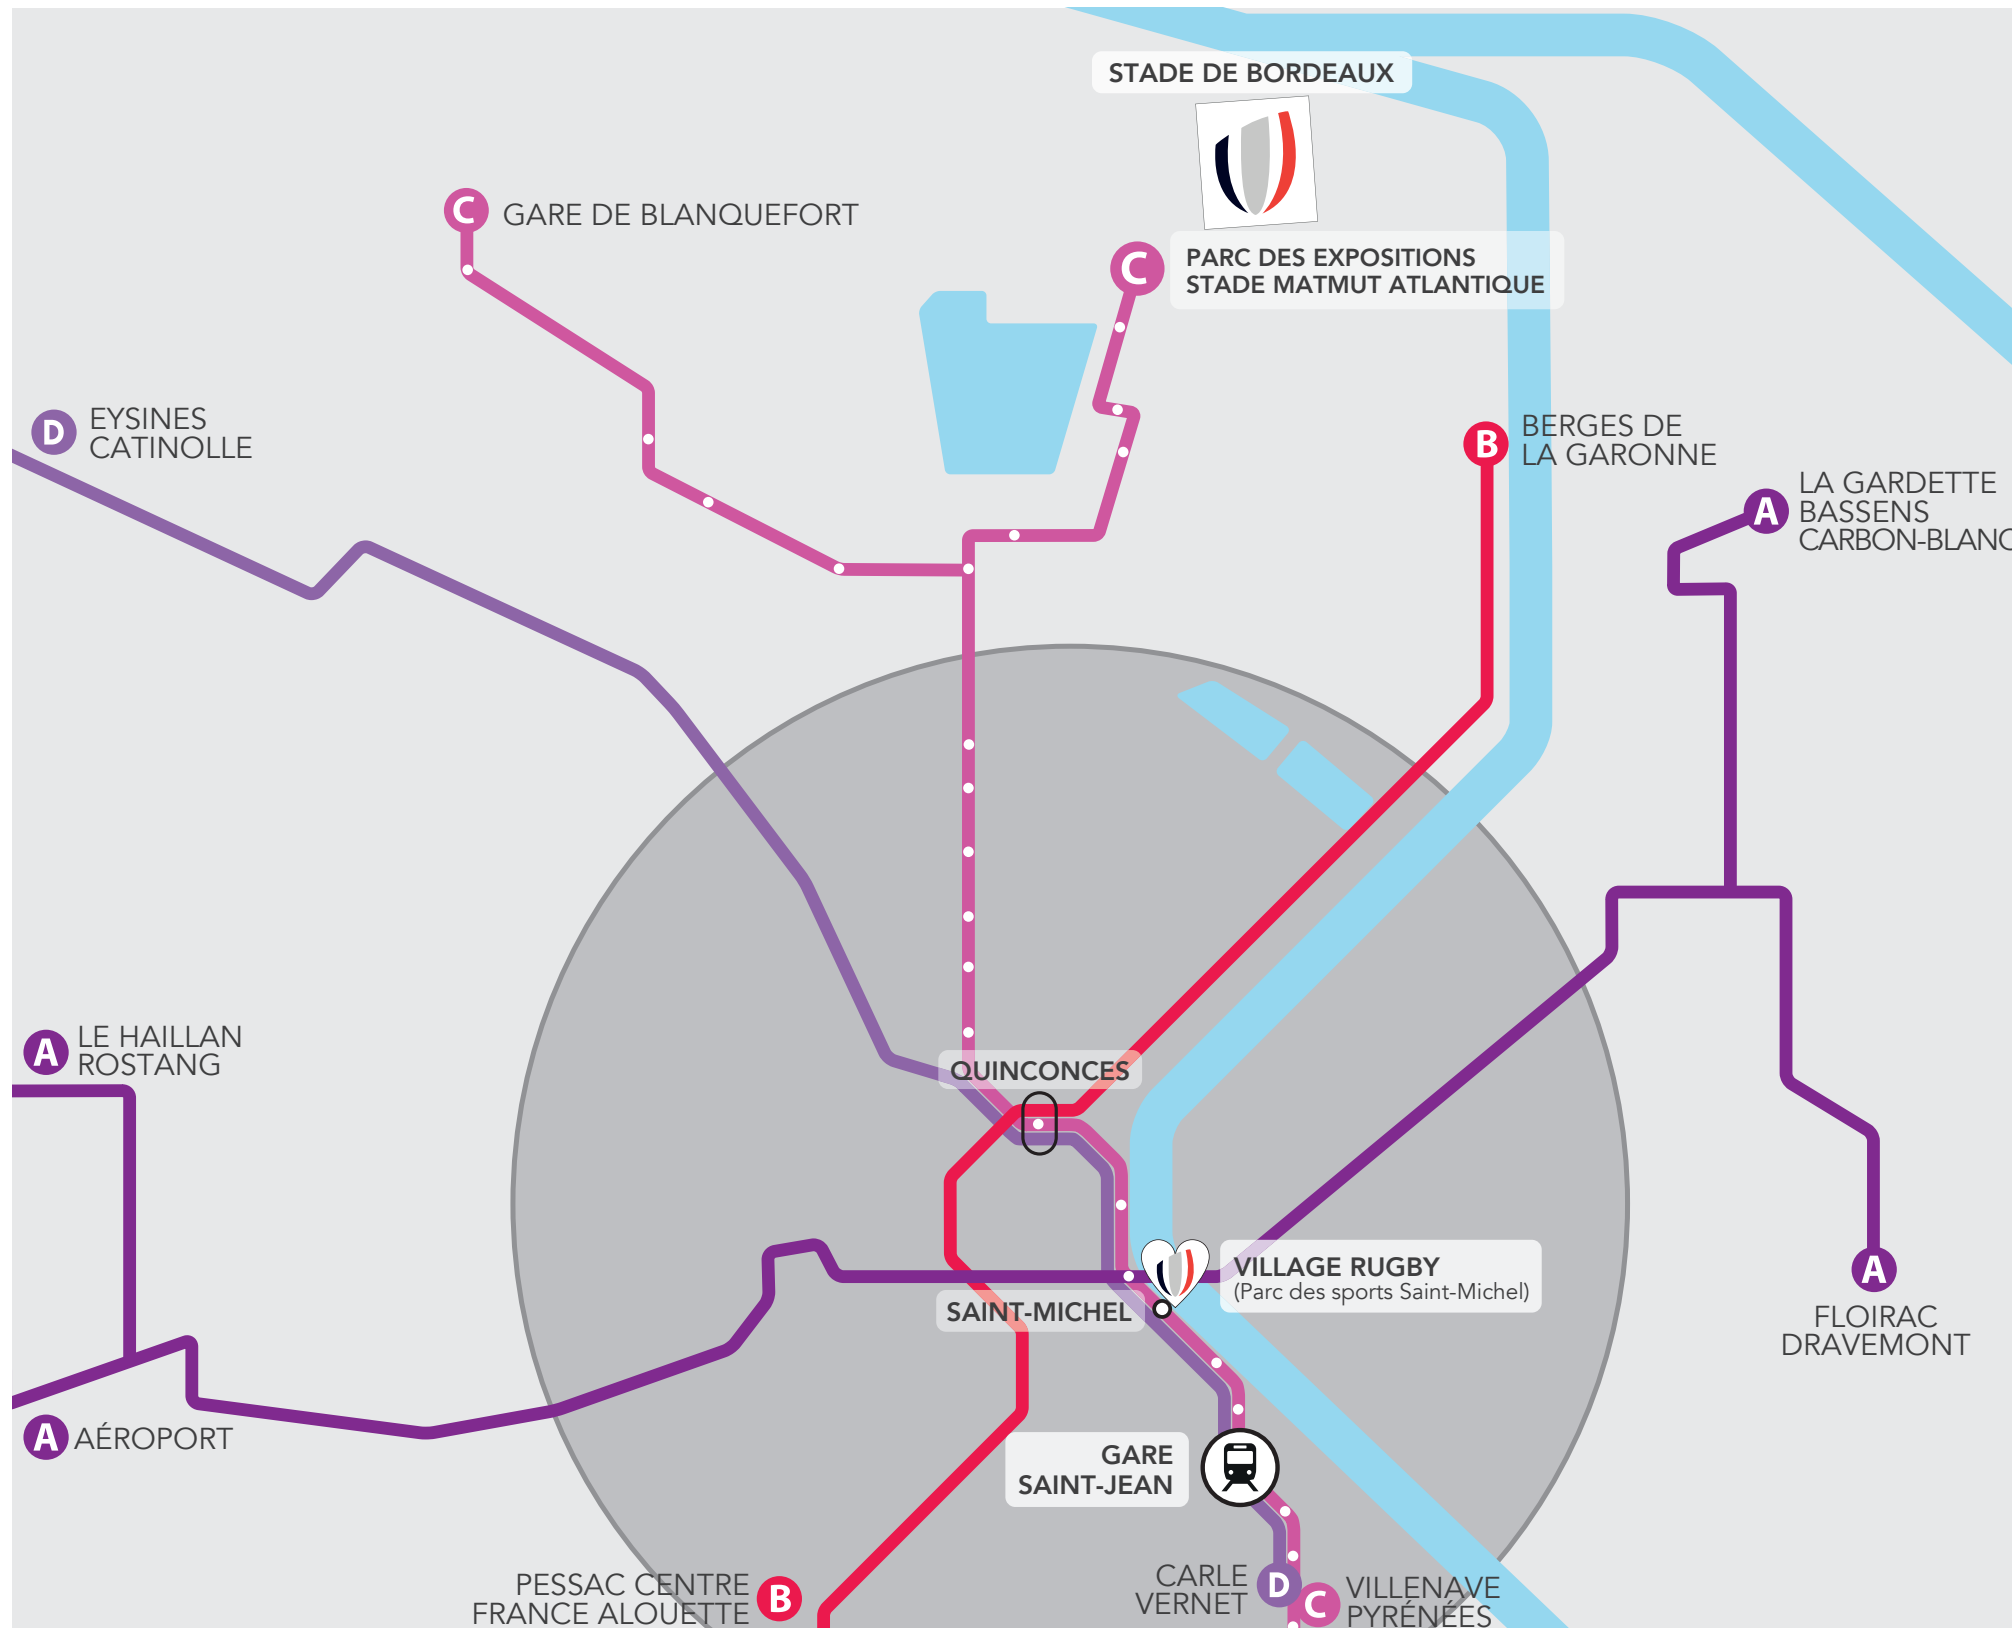 STADE DE BORDEAUX
C
GARE DE BLANQUEFORT
C
PARC DES EXPOSITIONS
STADE MATMUT ATLANTIQUE
D
EYSINES
CATINOLLE
B
BERGES DE
LA GARONNE
A
LA GARDETTE
BASSENS
CARBON-BLANC
A
LE HAILLAN
ROSTANG
QUINCONCES
VILLAGE RUGBY
(Parc des sports Saint-Michel)
SAINT-MICHEL
A
FLOIRAC
DRAVEMONT
A
AÉROPORT
GARE
SAINT-JEAN
PESSAC CENTRE
FRANCE ALOUETTE
B
CARLE
VERNET
D
C
VILLENAVE
PYRÉNÉES